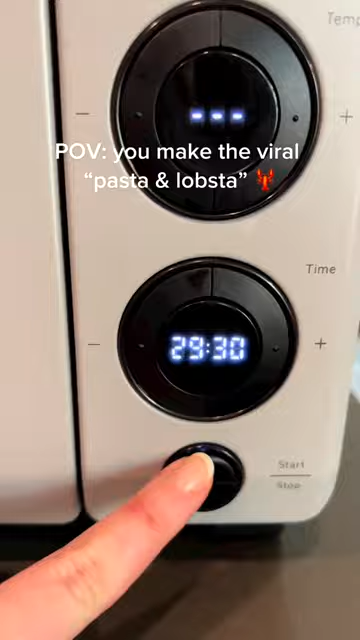 Temp
---
- +
POV: you make the viral
“pasta & lobsta” 🦞
Time
- 29:30 +
Start
Stop